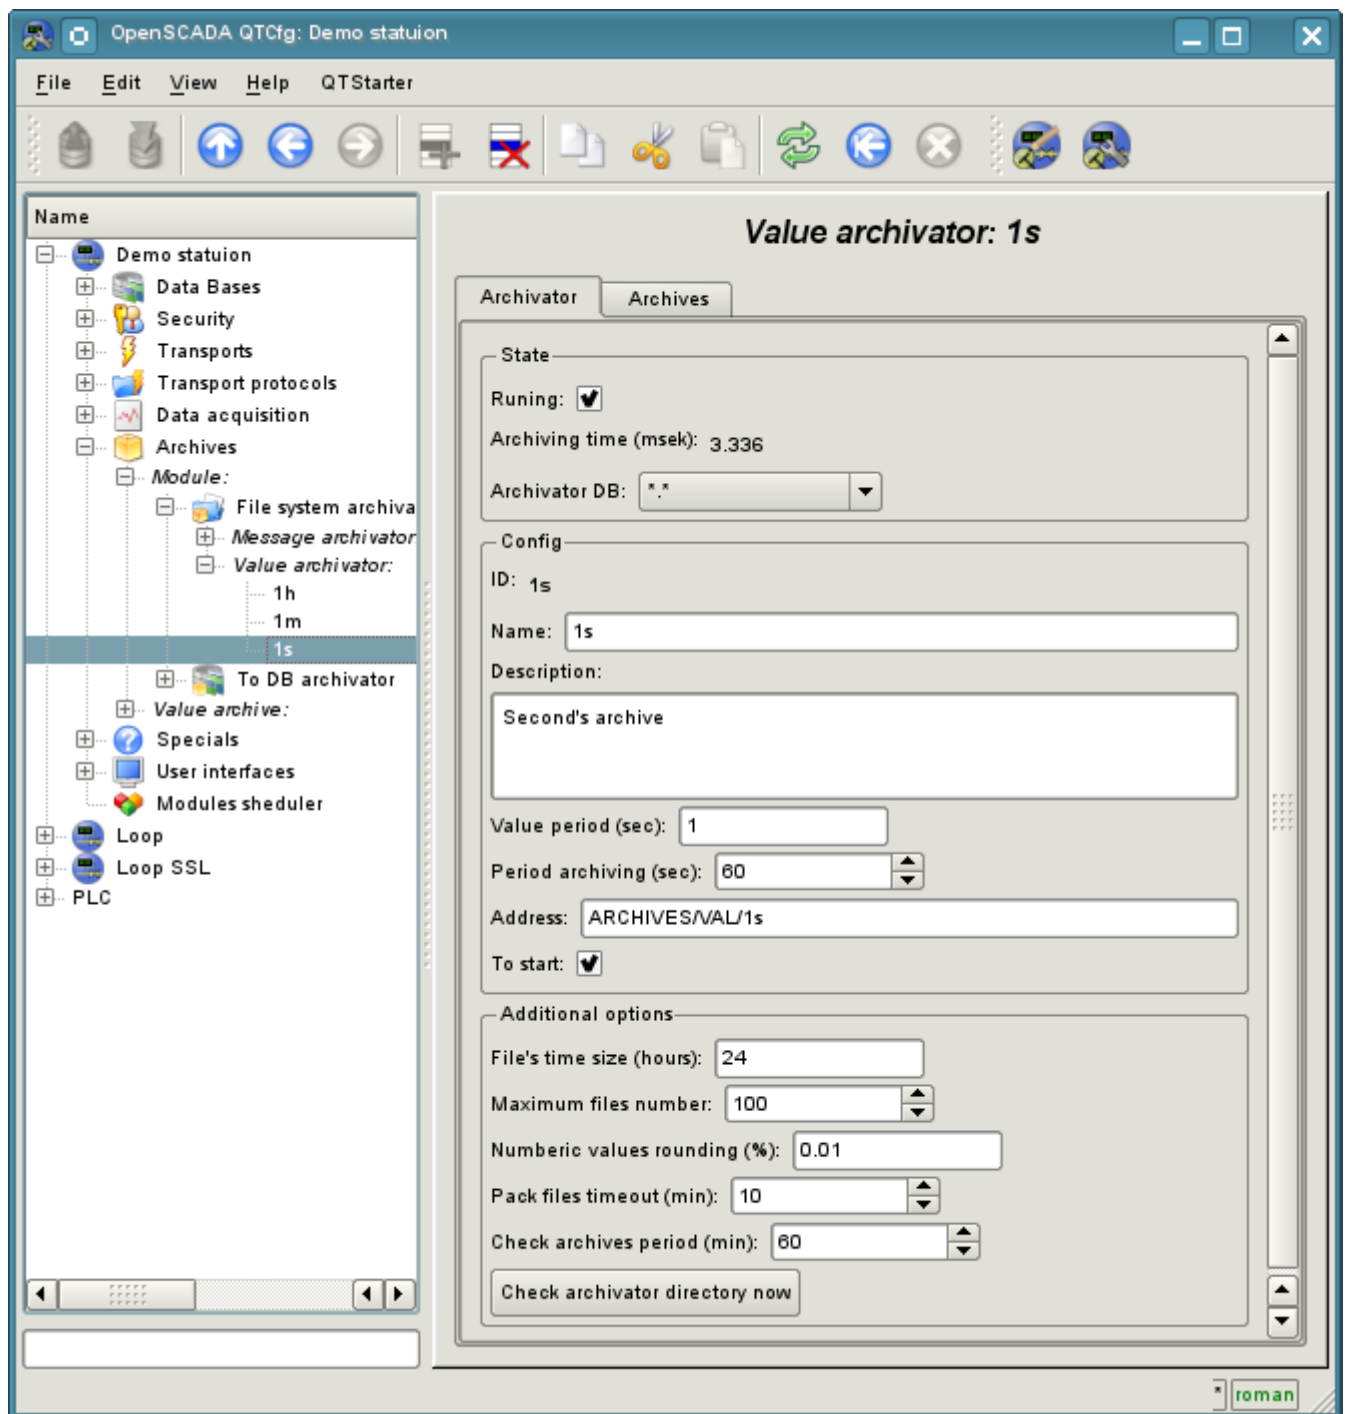 OpenSCADA QTCfg: Demo statuion
File Edit View Help QTStarter
Name
Demo statuion
Data Bases
Security
Transports
Transport protocols
Data acquisition
Archives
Module:
File system archiva
Message archivator
Value archivator:
1h
1m
1s
To DB archivator
Value archive:
Specials
User interfaces
Modules sheduler
Loop
Loop SSL
PLC
Value archivator: 1s
Archivator Archives
State
Runing:
Archiving time (msek): 3.336
Archivator DB: *.*
Config
ID: 1s
Name: 1s
Description:
Second's archive
Value period (sec): 1
Period archiving (sec): 60
Address: ARCHIVES/VAL/1s
To start:
Additional options
File's time size (hours): 24
Maximum files number: 100
Numberic values rounding (%): 0.01
Pack files timeout (min): 10
Check archives period (min): 60
Check archivator directory now
* roman